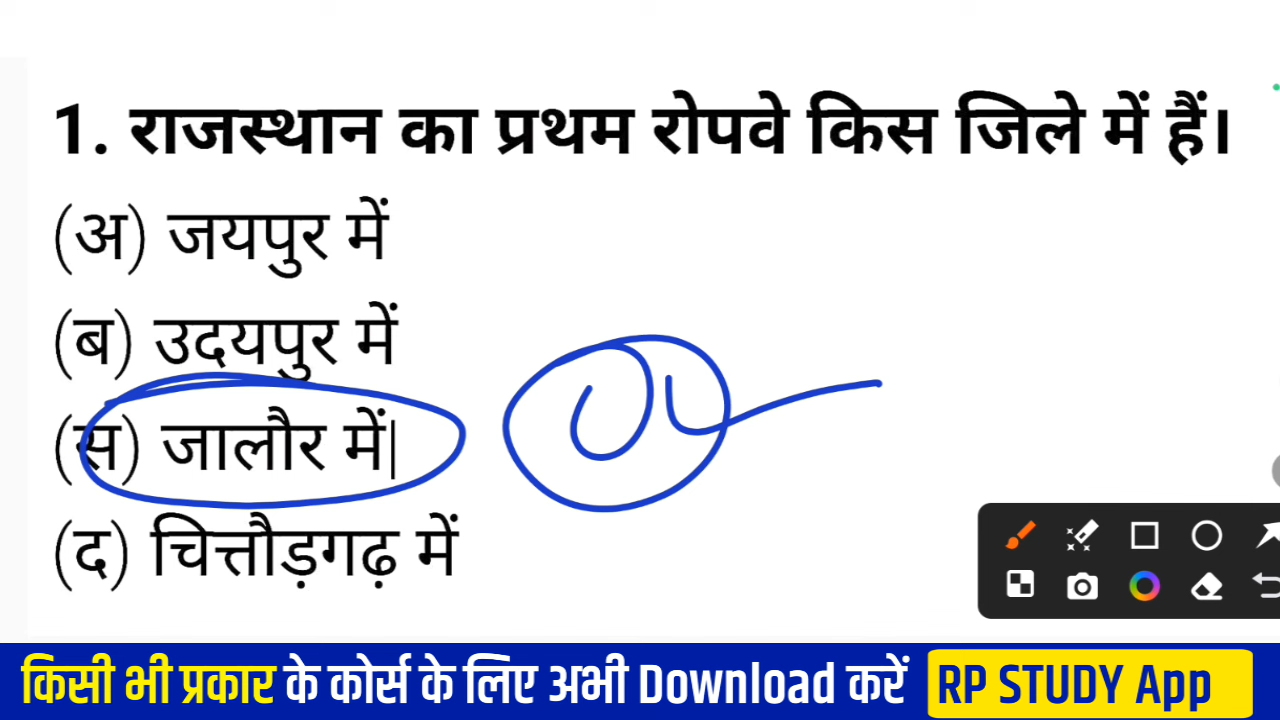 1. राजस्थान का प्रथम रोपवे किस जिले में हैं।
(अ) जयपुर में
(ब) उदयपुर में
(स) जालौर में|
(द) चित्तौड़गढ़ में
किसी भी प्रकार के कोर्स के लिए अभी Download करें RP STUDY App